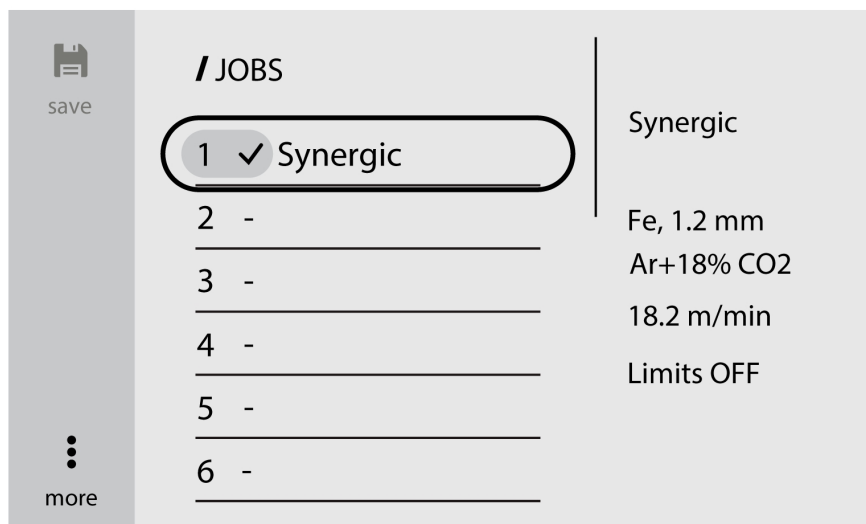 save
/ JOBS
1 ✓ Synergic
2 -
3 -
4 -
5 -
6 -
more
Synergic
Fe, 1.2 mm
Ar+18% CO2
18.2 m/min
Limits OFF